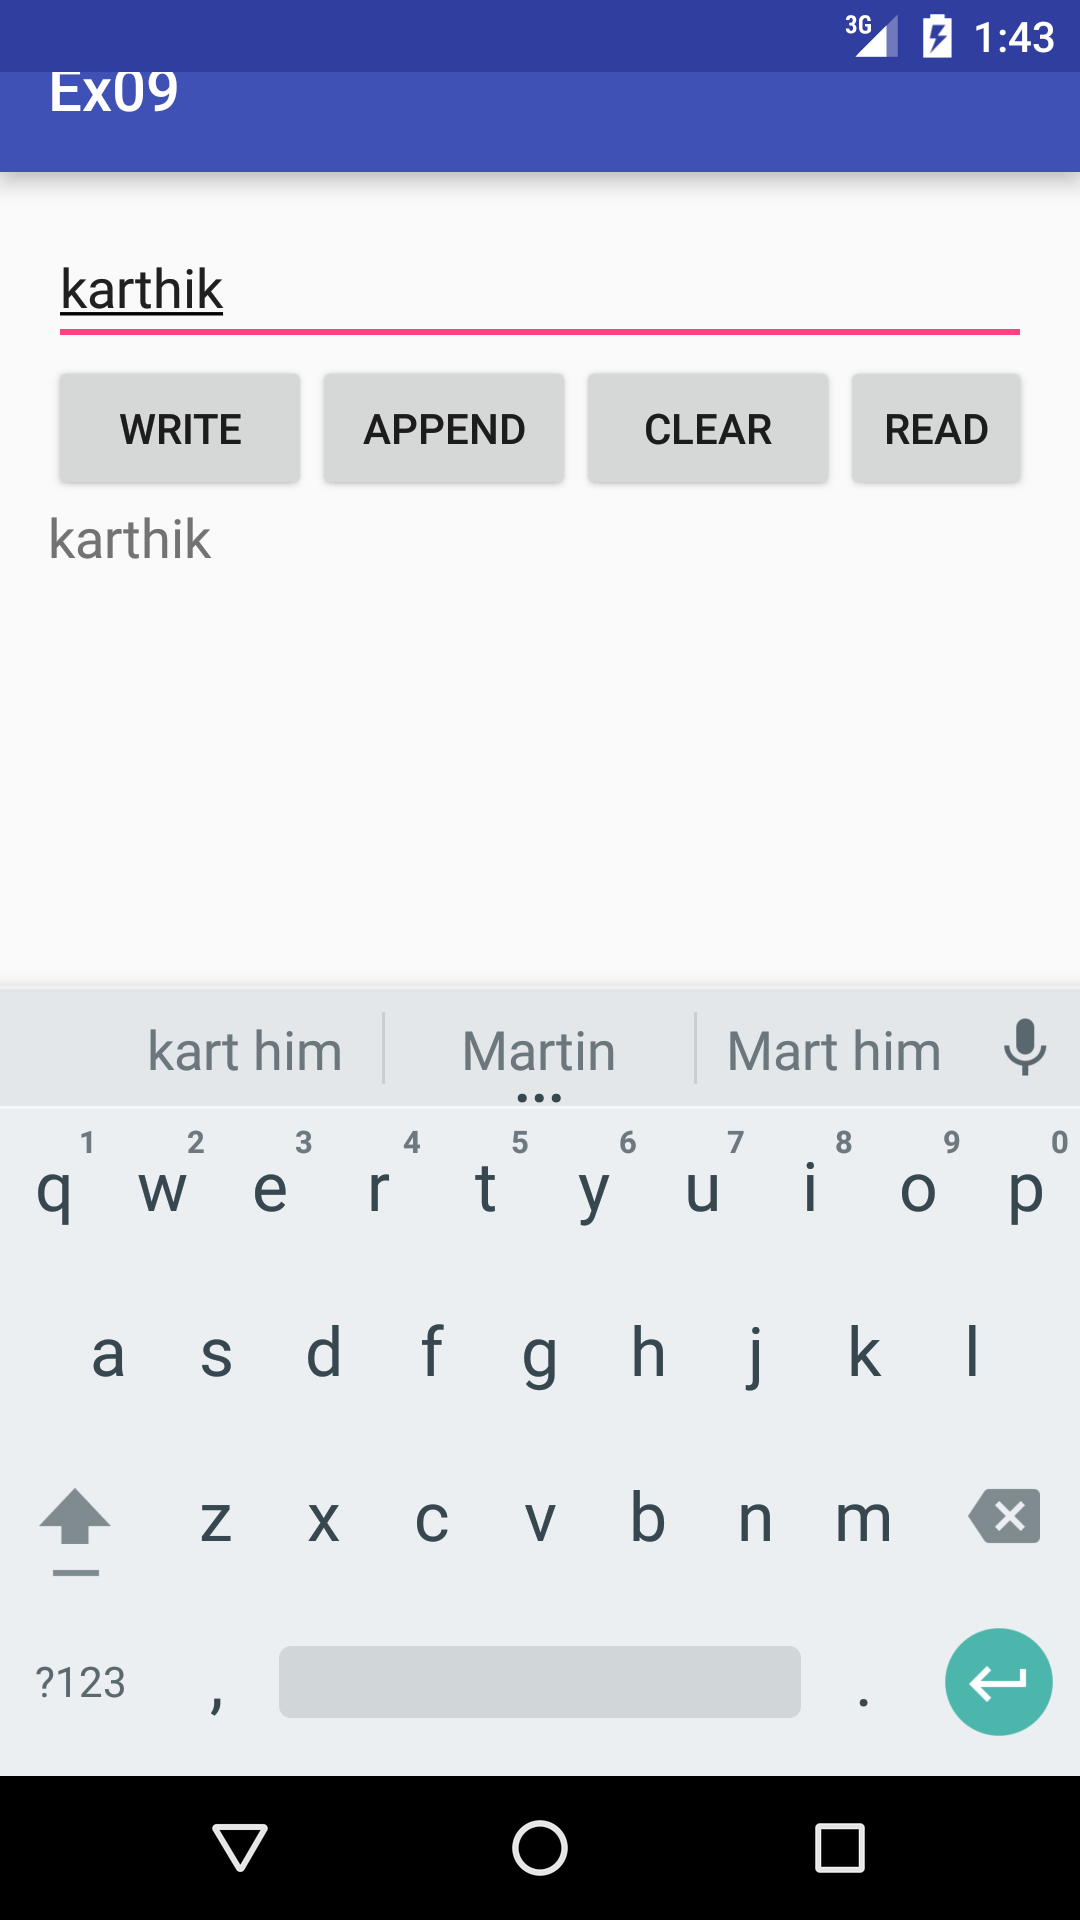 3G 1:43
Ex09
karthik
WRITE APPEND CLEAR READ
karthik
kart him Martin Mart him
1 2 3 4 5 6 7 8 9 0
q w e r t y u i o p
a s d f g h j k l
z x c v b n m
?123 , .